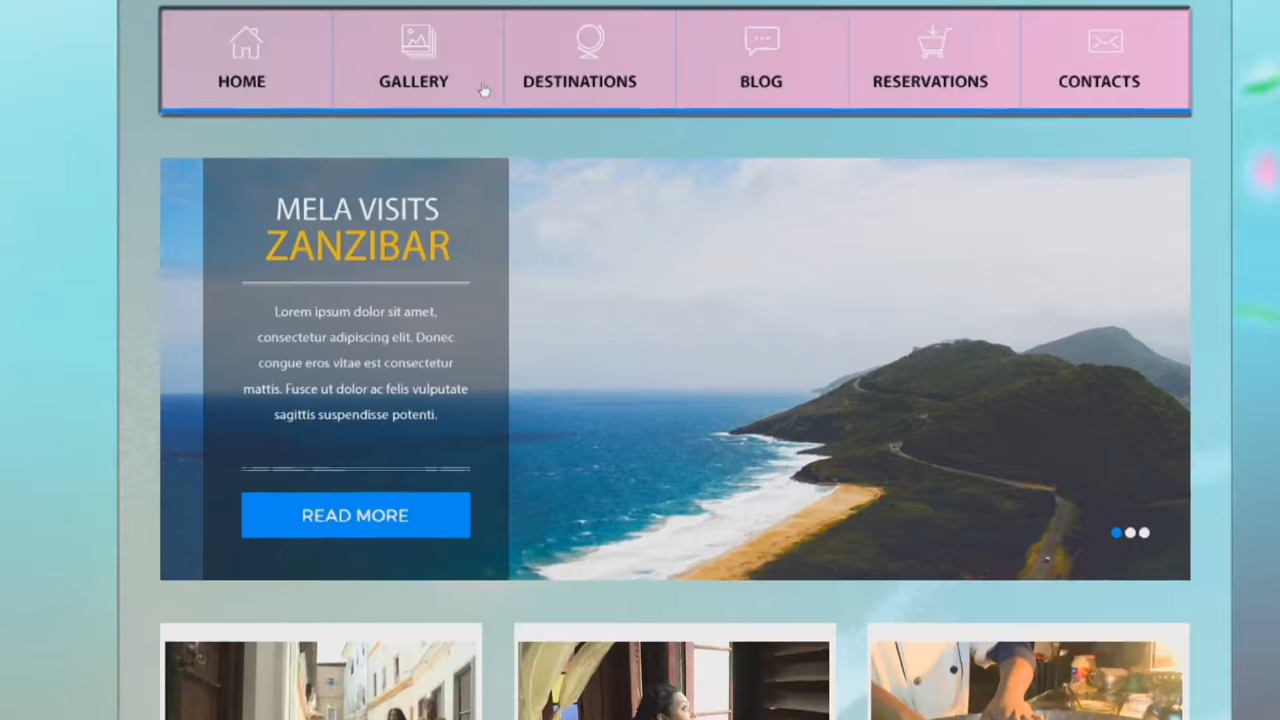 HOME
GALLERY
DESTINATIONS
BLOG
RESERVATIONS
CONTACTS
MELA VISITS
ZANZIBAR
Lorem ipsum dolor sit amet,
consectetur adipiscing elit. Donec
congue eros vitae est consectetur
mattis. Fusce ut dolor ac felis vulputate
sagittis suspendisse potenti.
READ MORE